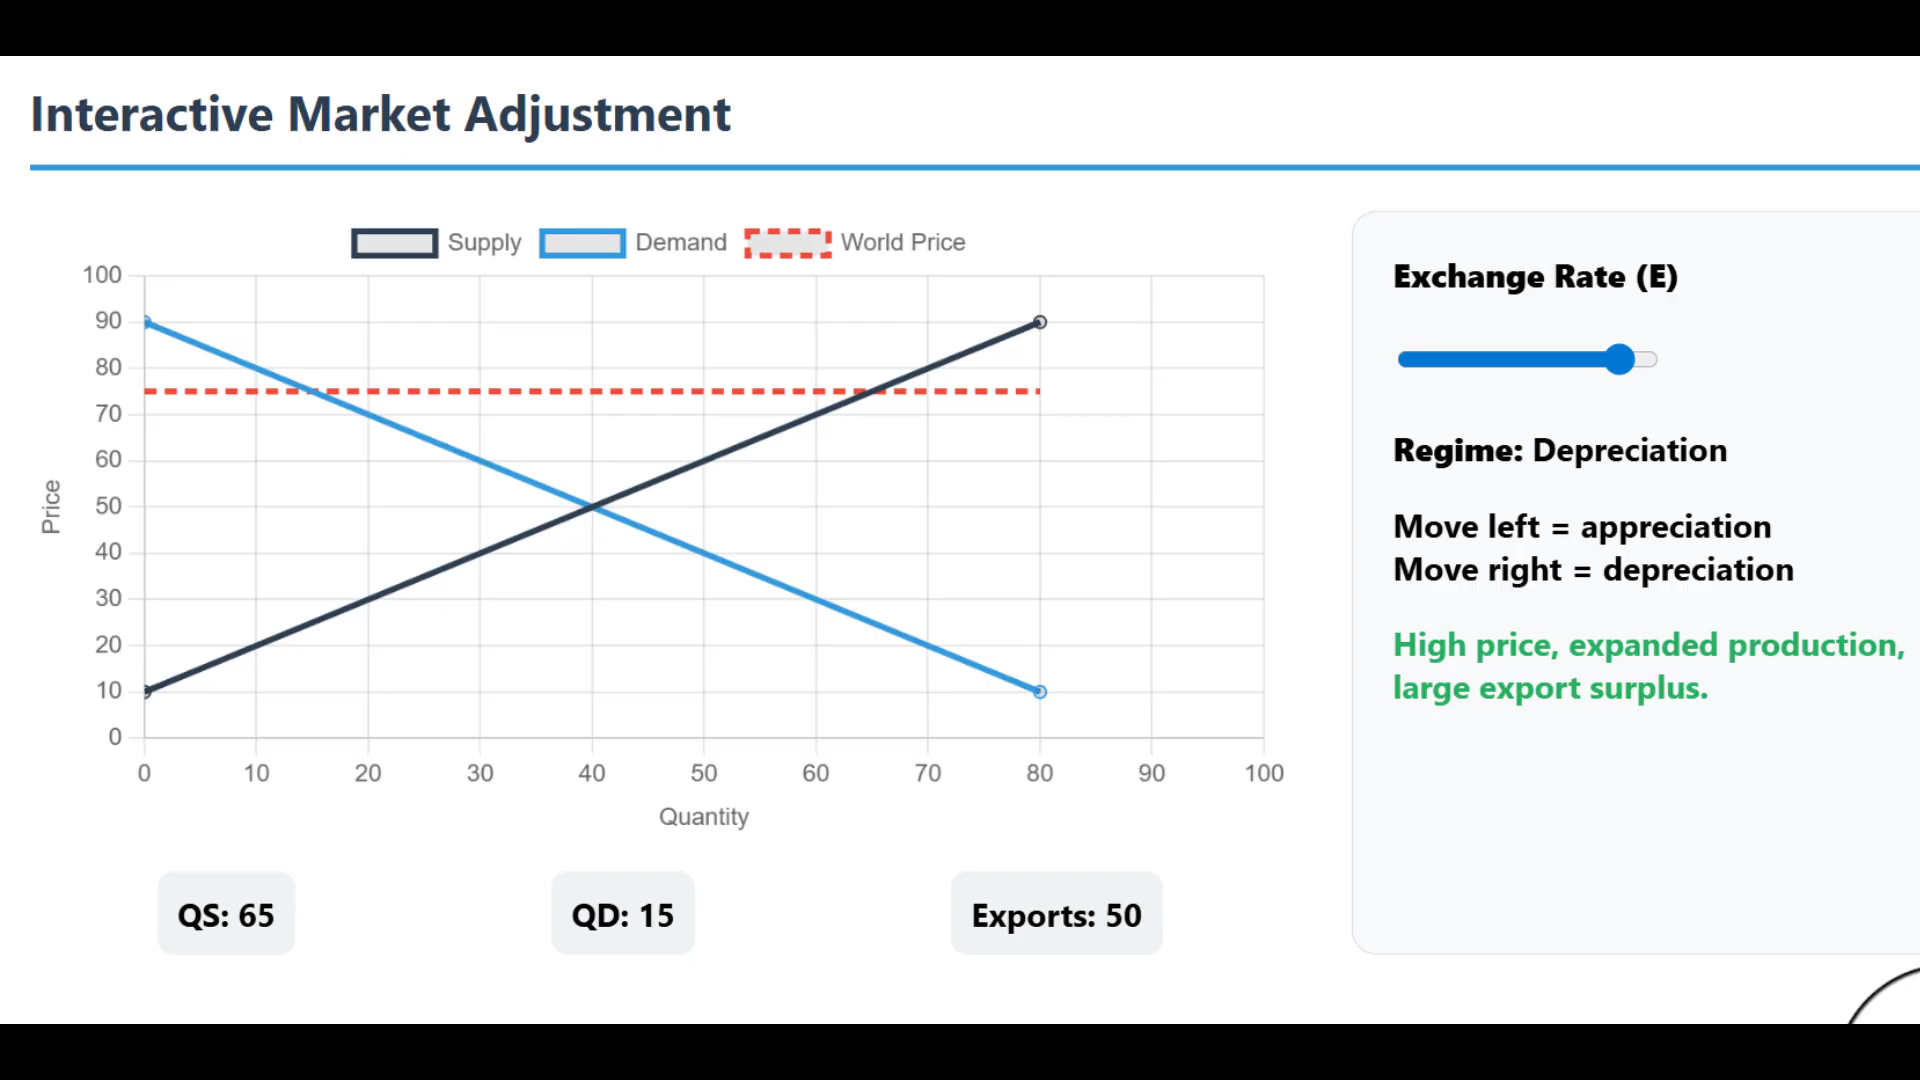 Interactive Market Adjustment
Supply Demand World Price
100
90
80
70
60
50
40
30
20
10
0
Price
0 10 20 30 40 50 60 70 80 90 100
Quantity
QS: 65
QD: 15
Exports: 50
Exchange Rate (E)
Regime: Depreciation
Move left = appreciation
Move right = depreciation
High price, expanded production,
large export surplus.